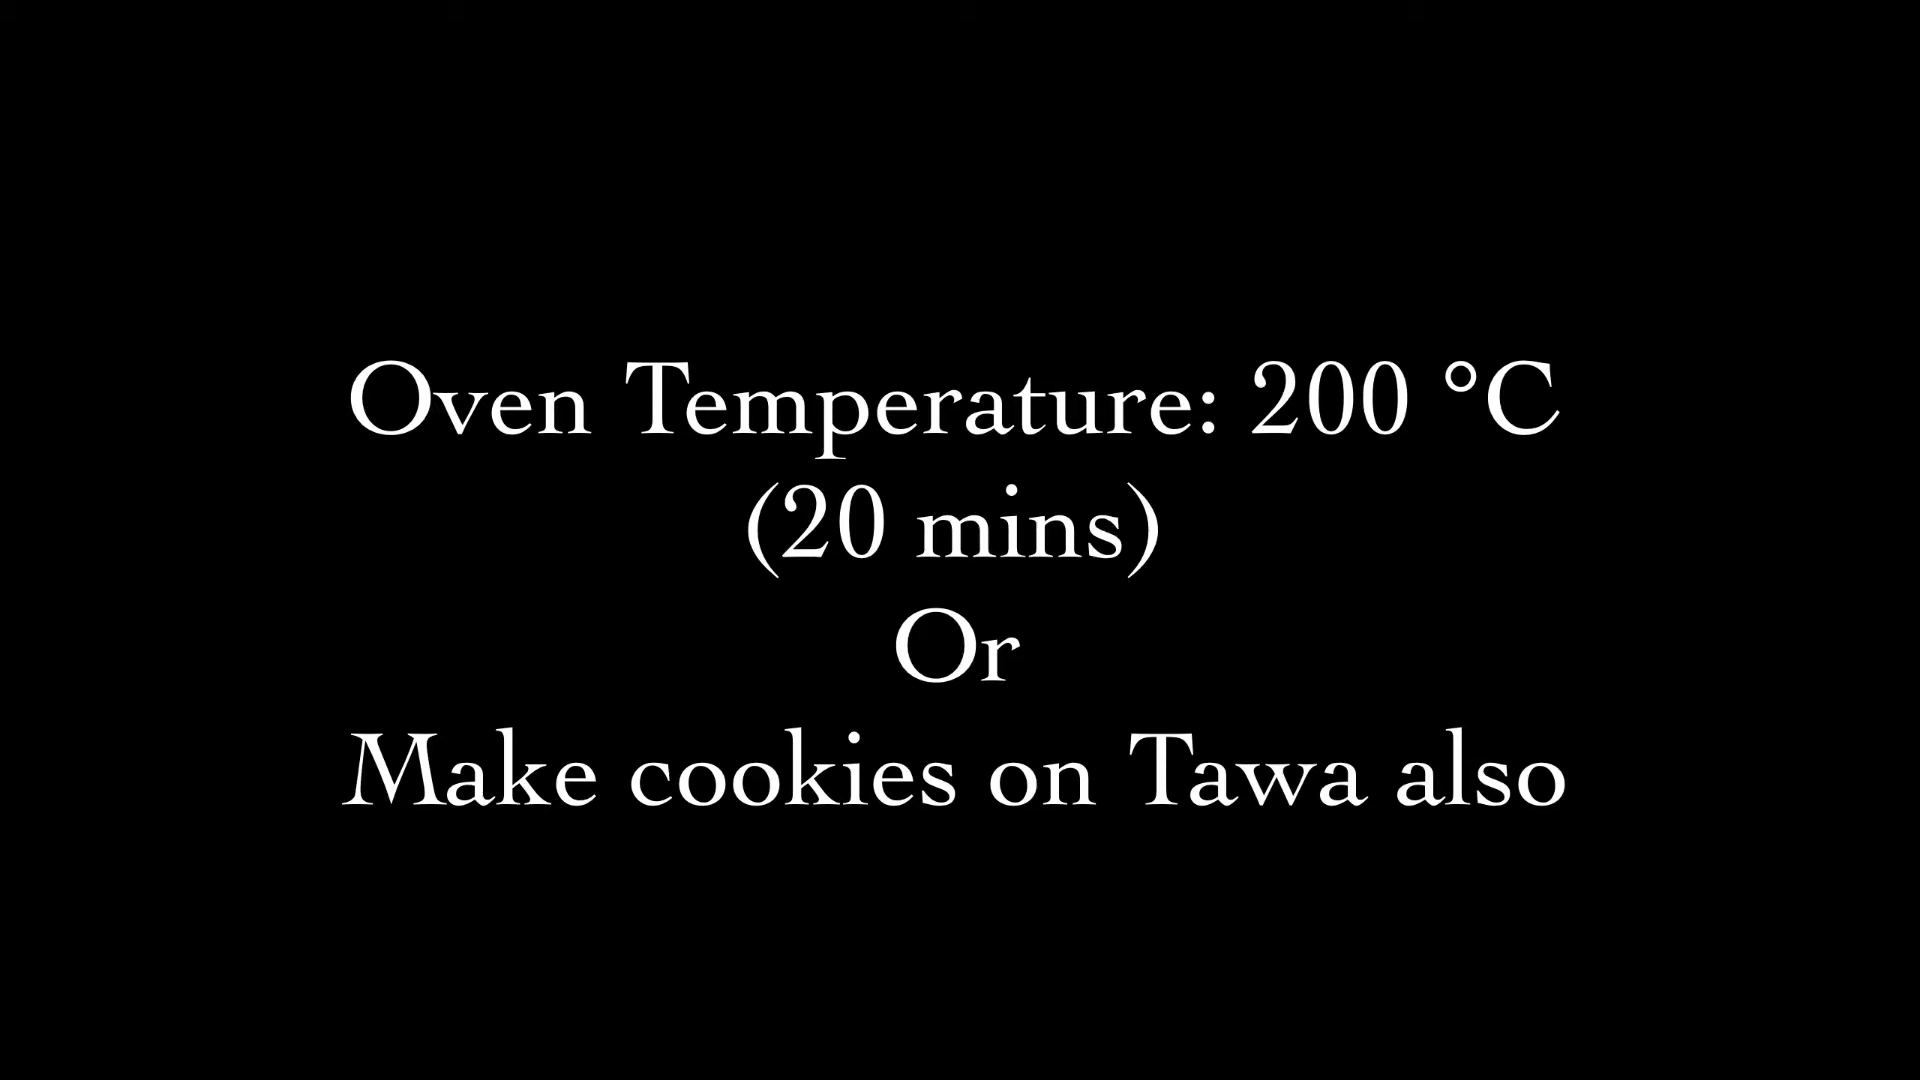 Oven Temperature: 200 °C
(20 mins)
Or
Make cookies on Tawa also